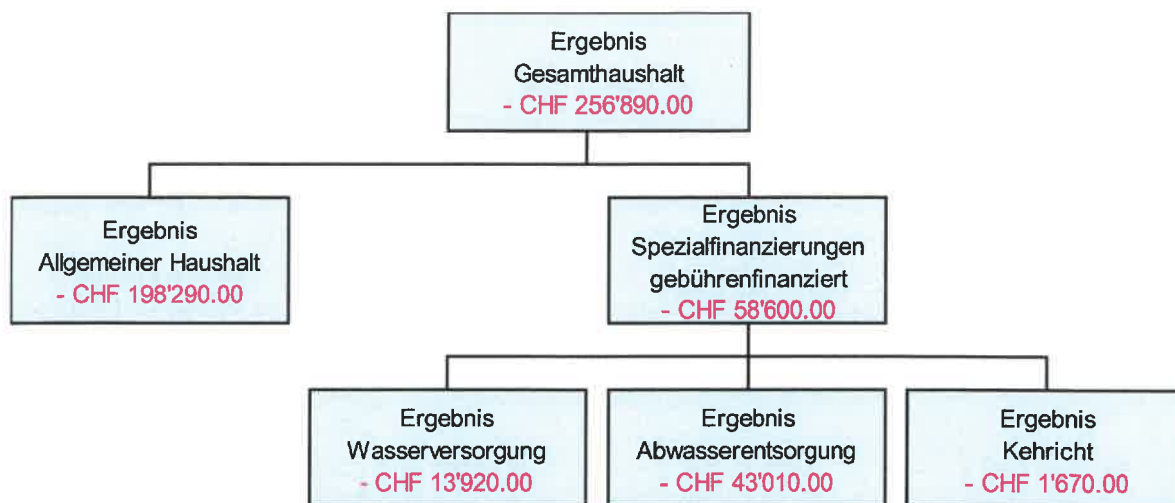 Ergebnis
Gesamthaushalt
- CHF 256'890.00
Ergebnis
Allgemeiner Haushalt
- CHF 198'290.00
Ergebnis
Spezialfinanzierungen
gebührenfinanziert
- CHF 58'600.00
Ergebnis
Wasserversorgung
- CHF 13'920.00
Ergebnis
Abwasserentsorgung
- CHF 43'010.00
Ergebnis
Kehricht
- CHF 1'670.00